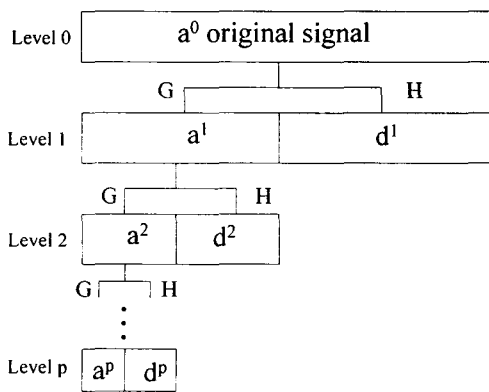 Level 0 a⁰ original signal
G H
Level 1 a¹ d¹
G H
Level 2 a² d²
G H
Level p aᵖ dᵖ